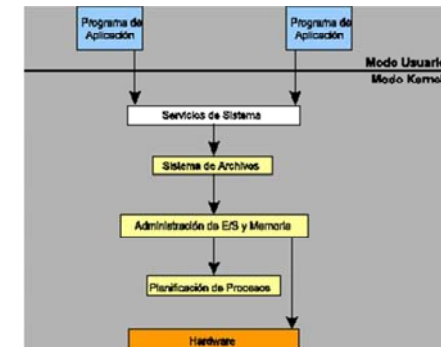 Programa de
Aplicación
Programa de
Aplicación
Modo Usuario
Modo Kernel
Servicios de Sistema
Sistema de Archivos
Administración de E/S y Memoria
Planificación de Procesos
Hardware